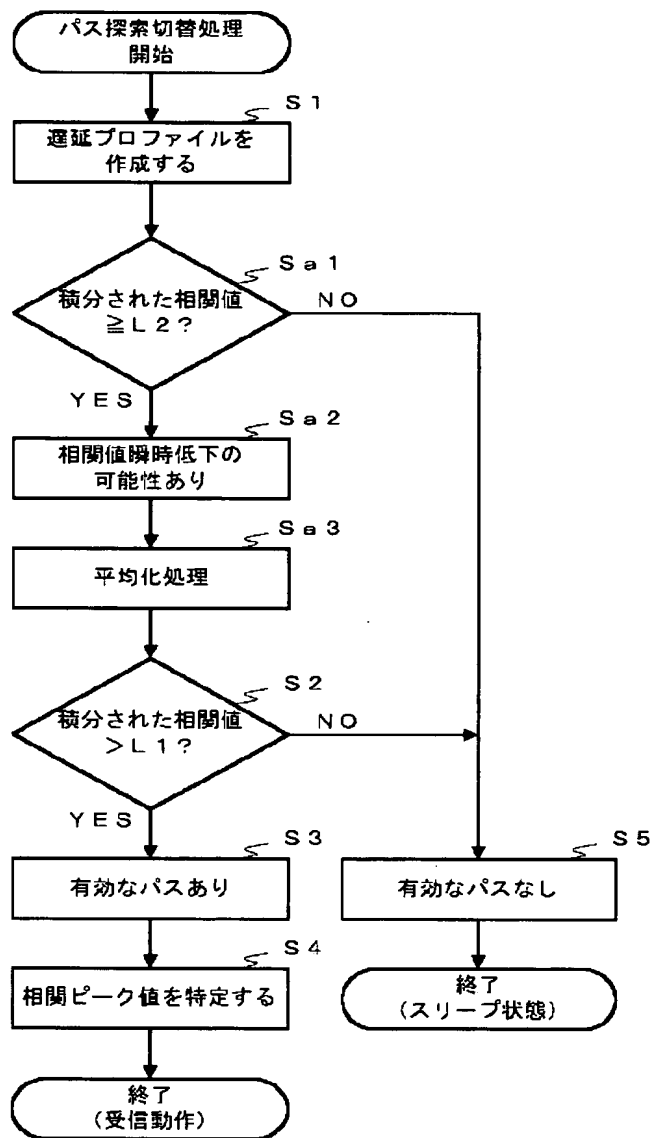 パス探索切替処理
開始
S1
遅延プロファイルを
作成する
Sa1
積分された相関値
≧L2?
NO
YES
Sa2
相関値瞬時低下の
可能性あり
Sa3
平均化処理
S2
積分された相関値
>L1?
NO
YES
S3
有効なパスあり
S5
有効なパスなし
S4
相関ピーク値を特定する
終了
(スリープ状態)
終了
(受信動作)